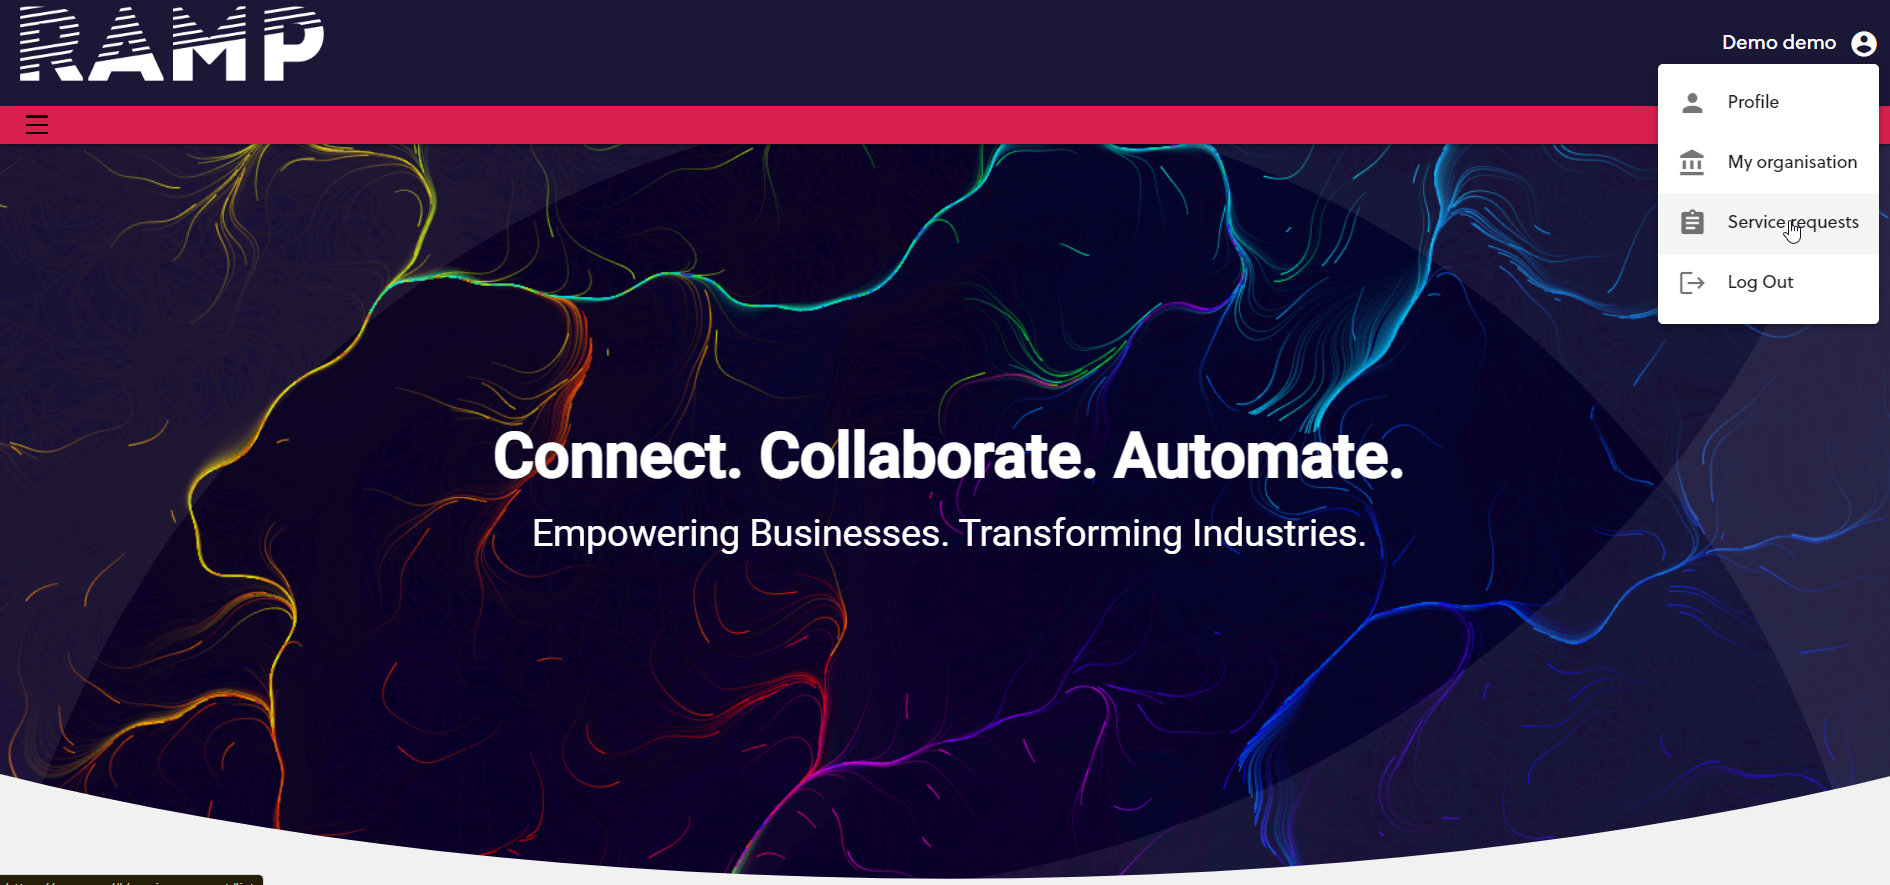 RAMP
Demo demo
Profile
My organisation
Service requests
Log Out
Connect. Collaborate. Automate.
Empowering Businesses. Transforming Industries.